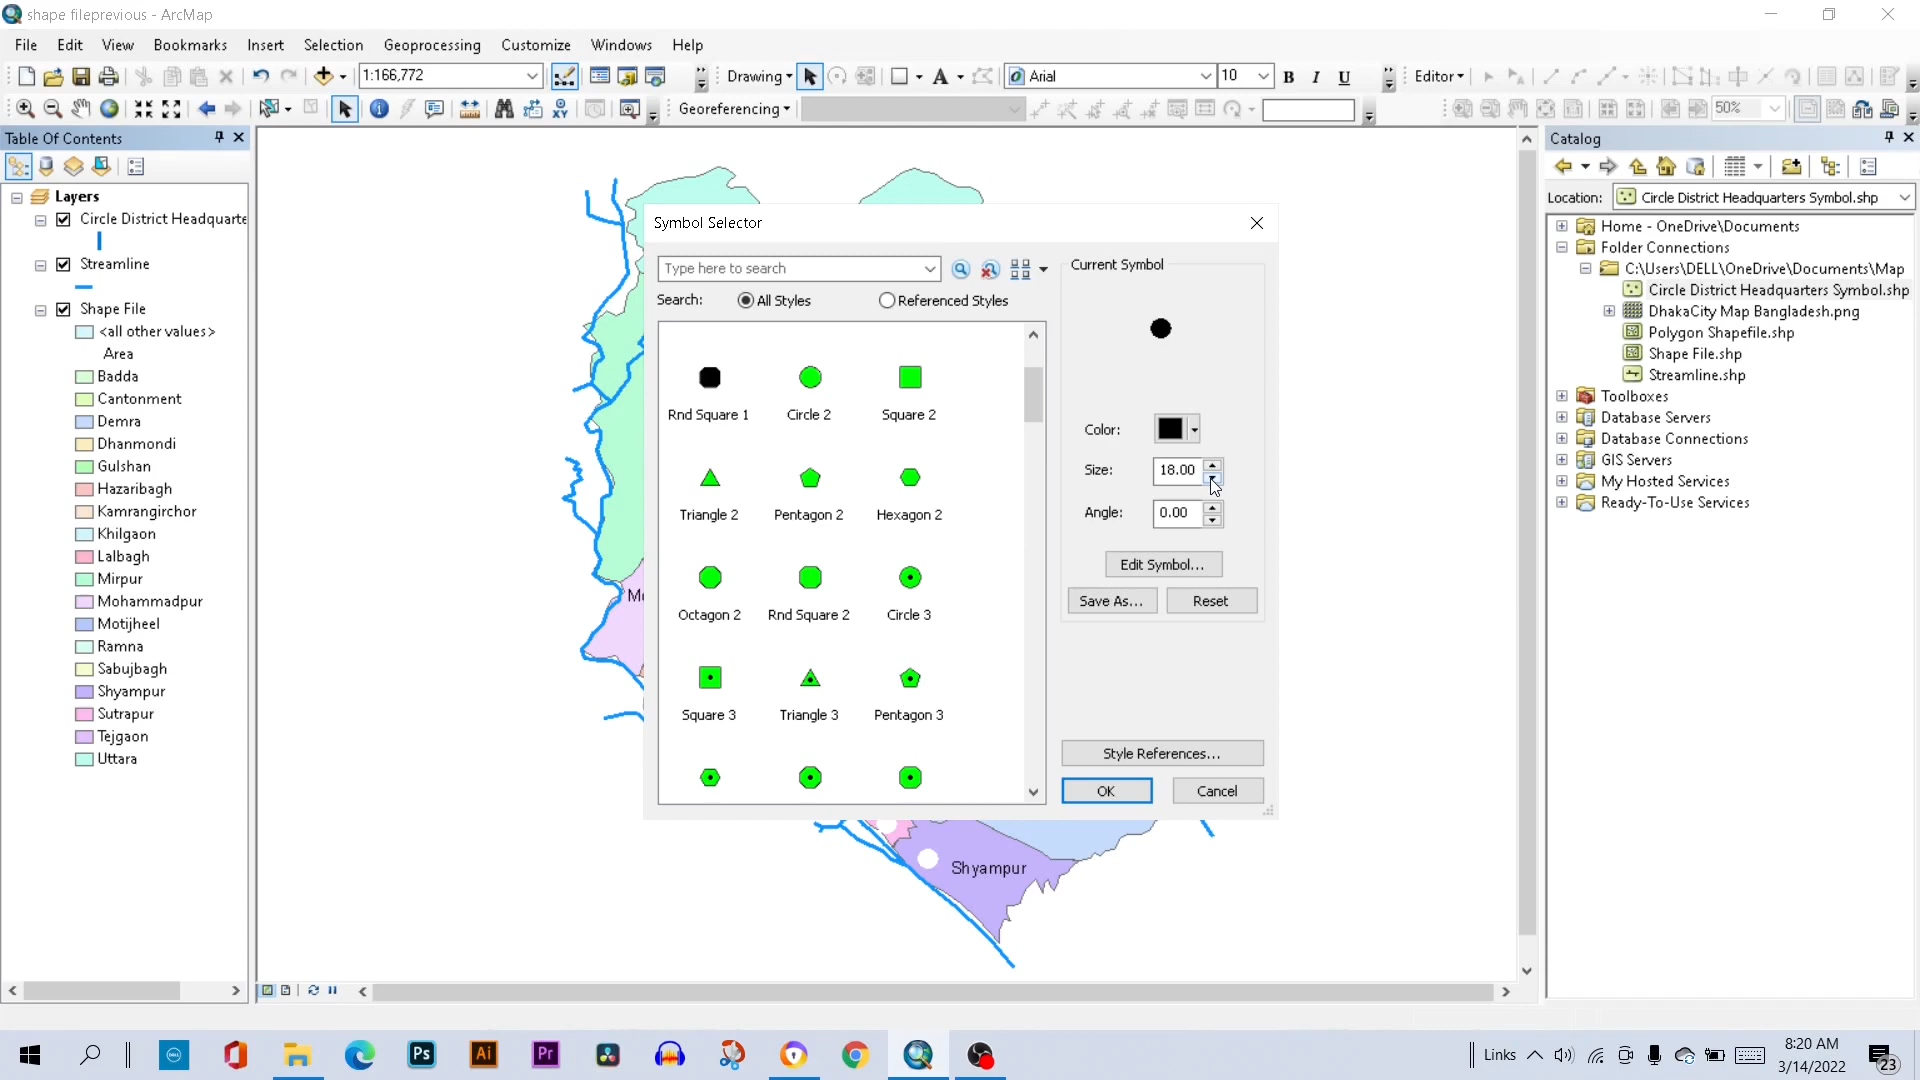 shape fileprevious - ArcMap
File Edit View Bookmarks Insert Selection Geoprocessing Customize Windows Help
1:166,772 Drawing A Arial 10 B I U Editor
Georeferencing 50%
Table Of Contents
Layers
Circle District Headquarte
Streamline
Shape File
<all other values>
Area
Badda
Cantonment
Demra
Dhanmondi
Gulshan
Hazaribagh
Kamrangirchor
Khilgaon
Lalbagh
Mirpur
Mohammadpur
Motijheel
Ramna
Sabujbagh
Shyampur
Sutrapur
Tejgaon
Uttara
Mo
Shyampur
Symbol Selector
Type here to search
Search: All Styles Referenced Styles
Rnd Square 1 Circle 2 Square 2
Triangle 2 Pentagon 2 Hexagon 2
Octagon 2 Rnd Square 2 Circle 3
Square 3 Triangle 3 Pentagon 3
Current Symbol
Color:
Size: 18.00
Angle: 0.00
Edit Symbol...
Save As... Reset
Style References...
OK Cancel
Catalog
Location: Circle District Headquarters Symbol.shp
Home - OneDrive\Documents
Folder Connections
C:\Users\DELL\OneDrive\Documents\Map
Circle District Headquarters Symbol.shp
DhakaCity Map Bangladesh.png
Polygon Shapefile.shp
Shape File.shp
Streamline.shp
Toolboxes
Database Servers
Database Connections
GIS Servers
My Hosted Services
Ready-To-Use Services
DELL Ps Ai Pr
Links
8:20 AM
3/14/2022
23